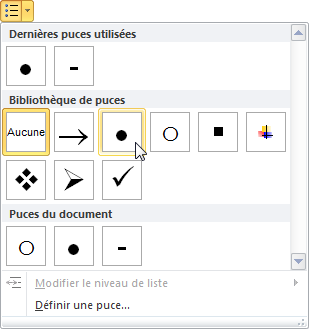 Dernières puces utilisées
Bibliothèque de puces
Aucune
Puces du document
Modifier le niveau de liste
Définir une puce...